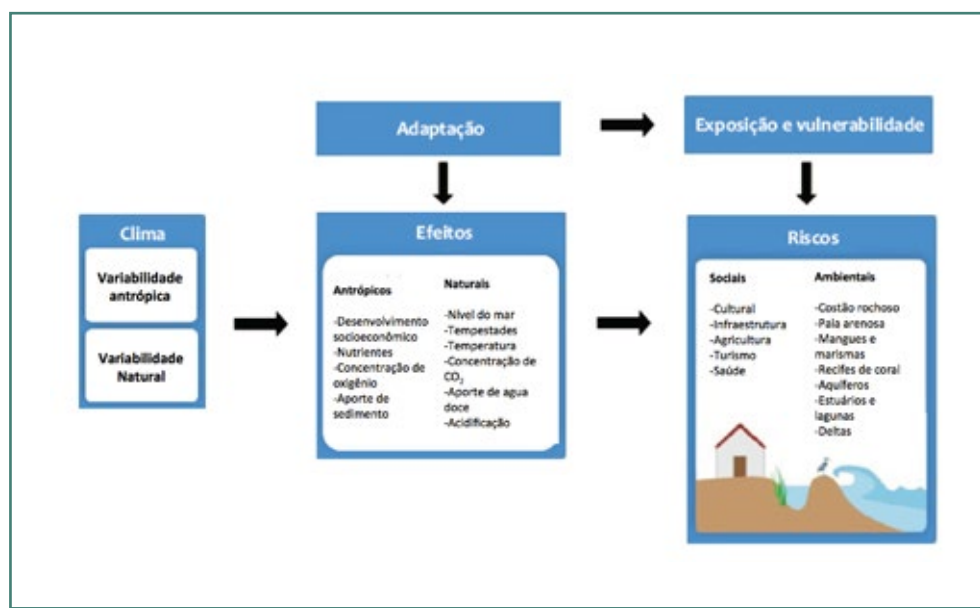 Adaptação
Exposição e vulnerabilidade
Clima
Variabilidade
antrópica
Variabilidade
Natural
Efeitos
Antrópicos
-Desenvolvimento
socioeconômico
-Nutrientes
-Concentração de
oxigênio
-Aporte de
sedimento
Naturais
-Nível do mar
-Tempestades
-Temperatura
-Concentração de
CO₂
-Aporte de agua
doce
-Acidificação
Riscos
Sociais
-Cultural
-Infraestrutura
-Agricultura
-Turismo
-Saúde
Ambientais
-Costão rochoso
-Paia arenosa
-Mangues e
marismas
-Recifes de coral
-Aquíferos
-Estuários e
lagunas
-Deltas